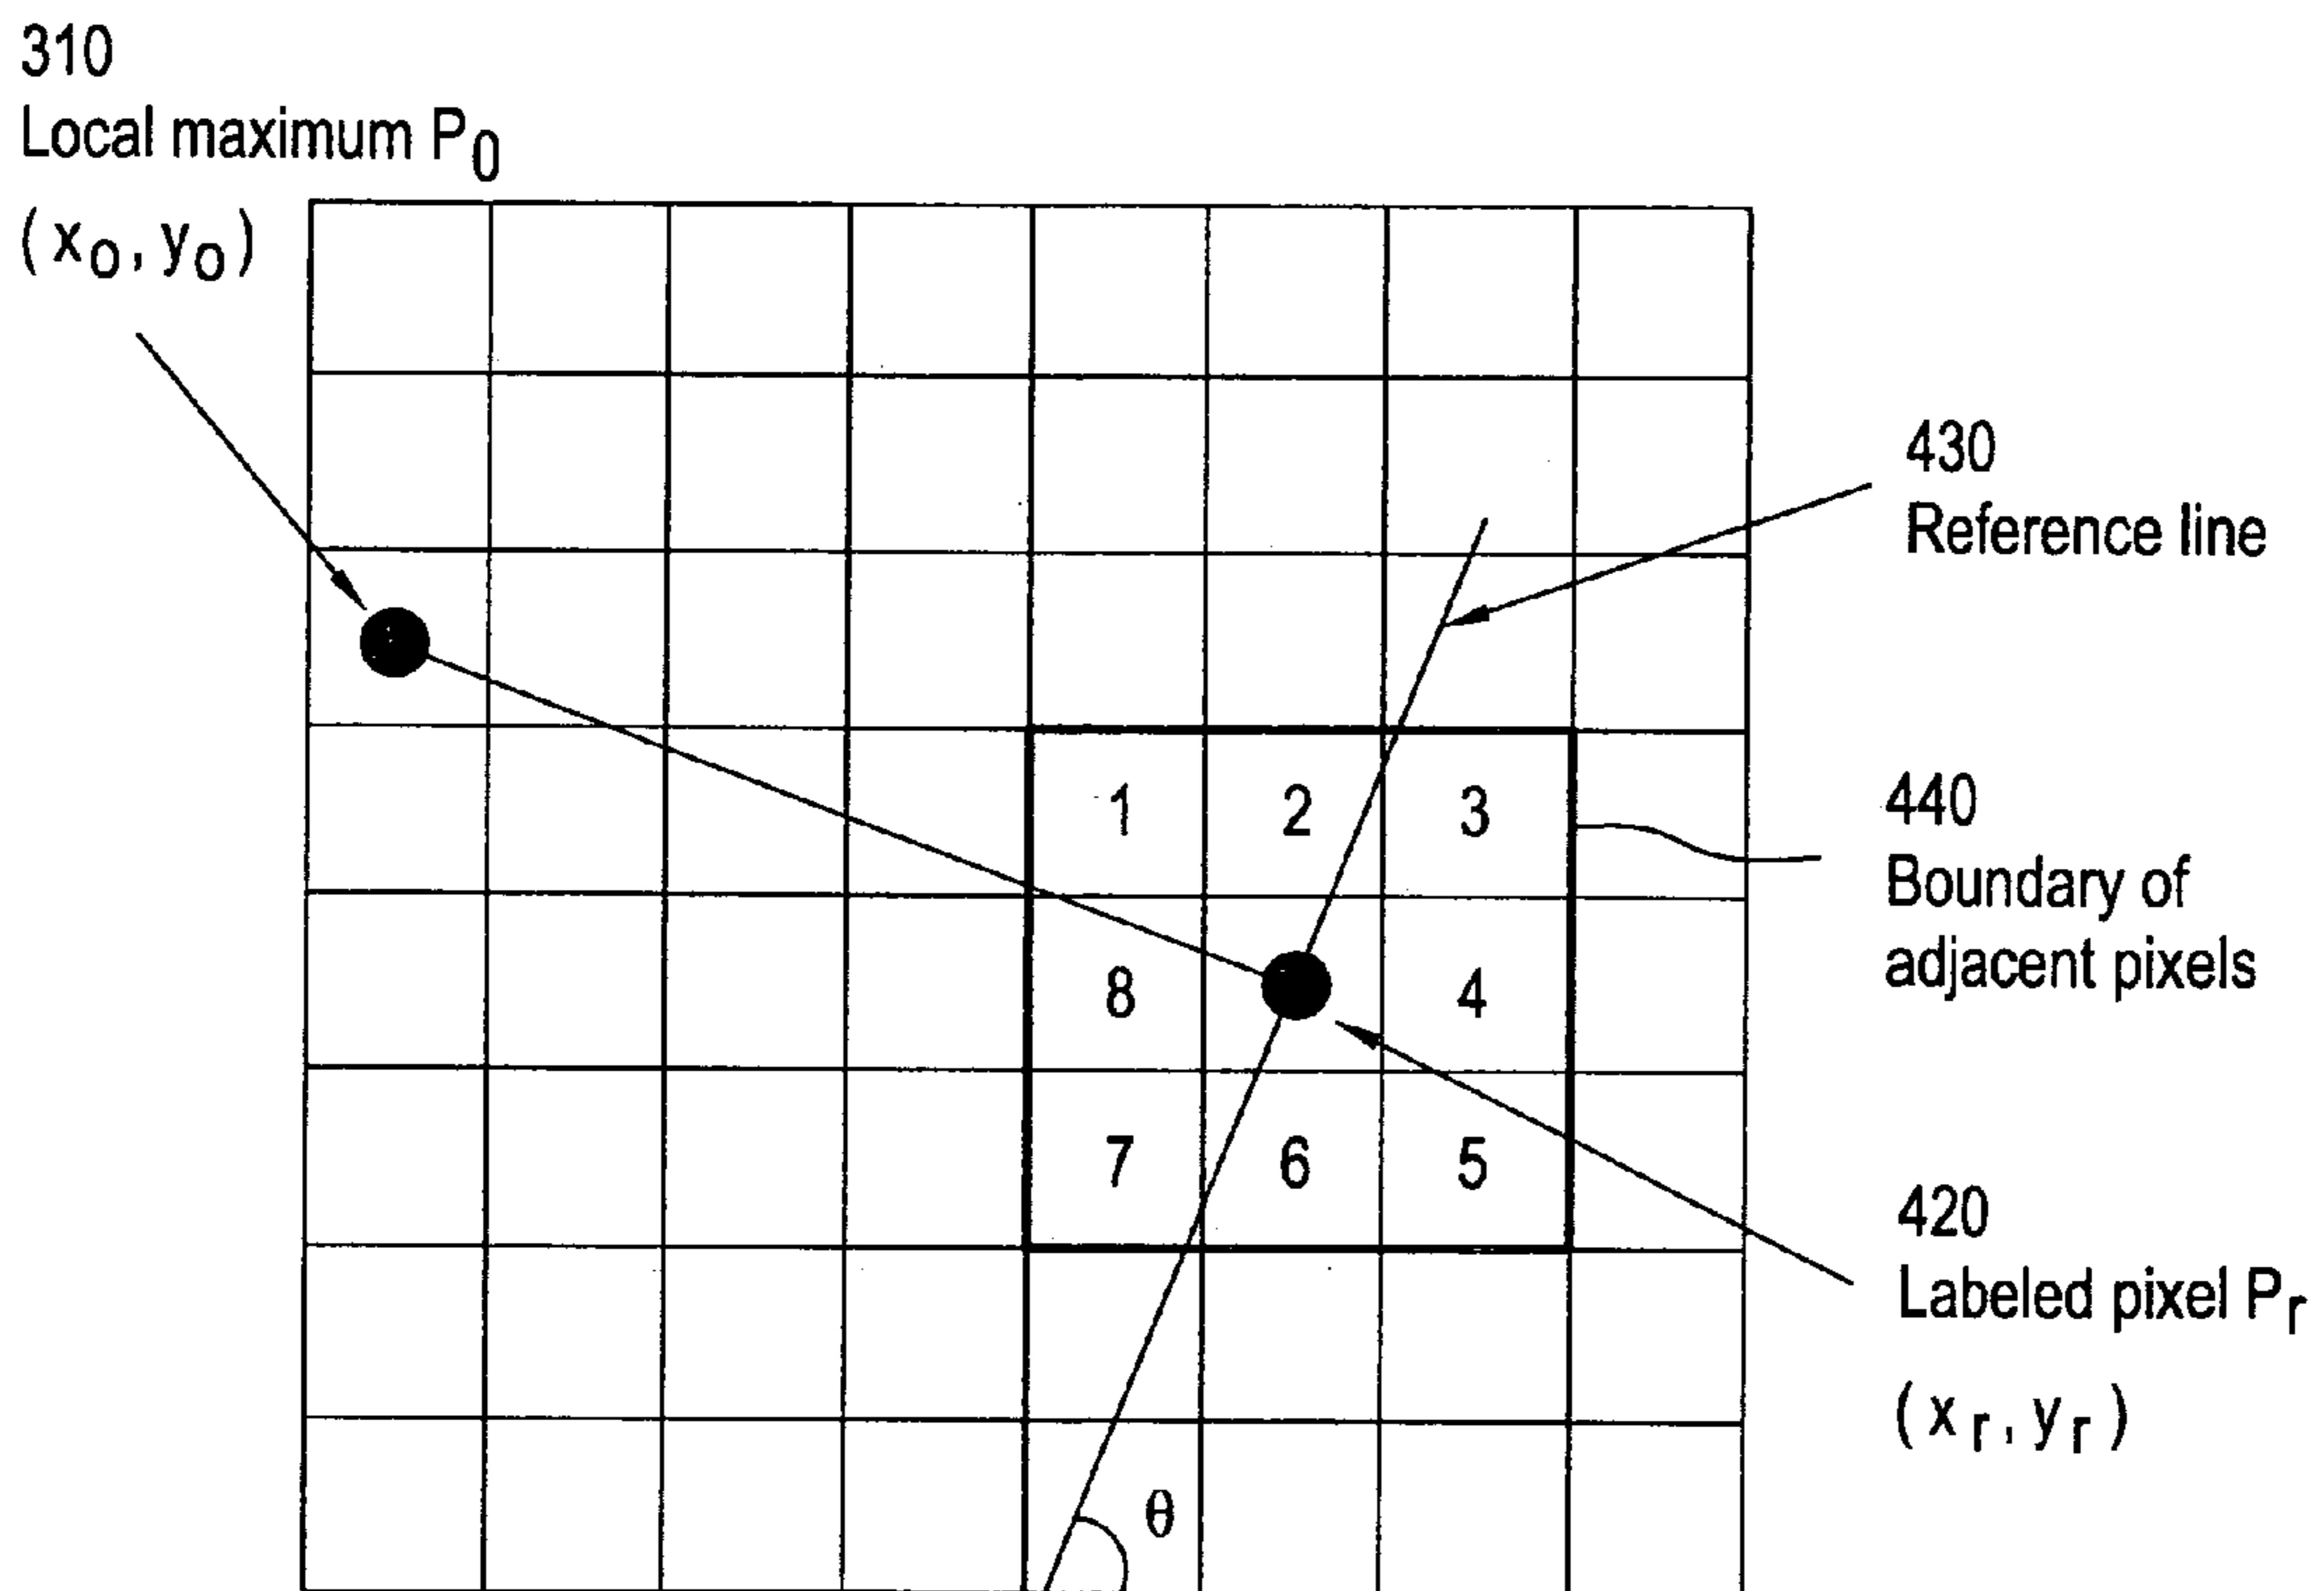 310
Local maximum P0
(x0, y0)
430
Reference line
1 2 3
440
Boundary of
adjacent pixels
8 4
7 6 5
420
Labeled pixel Pr
(xr, yr)
θ